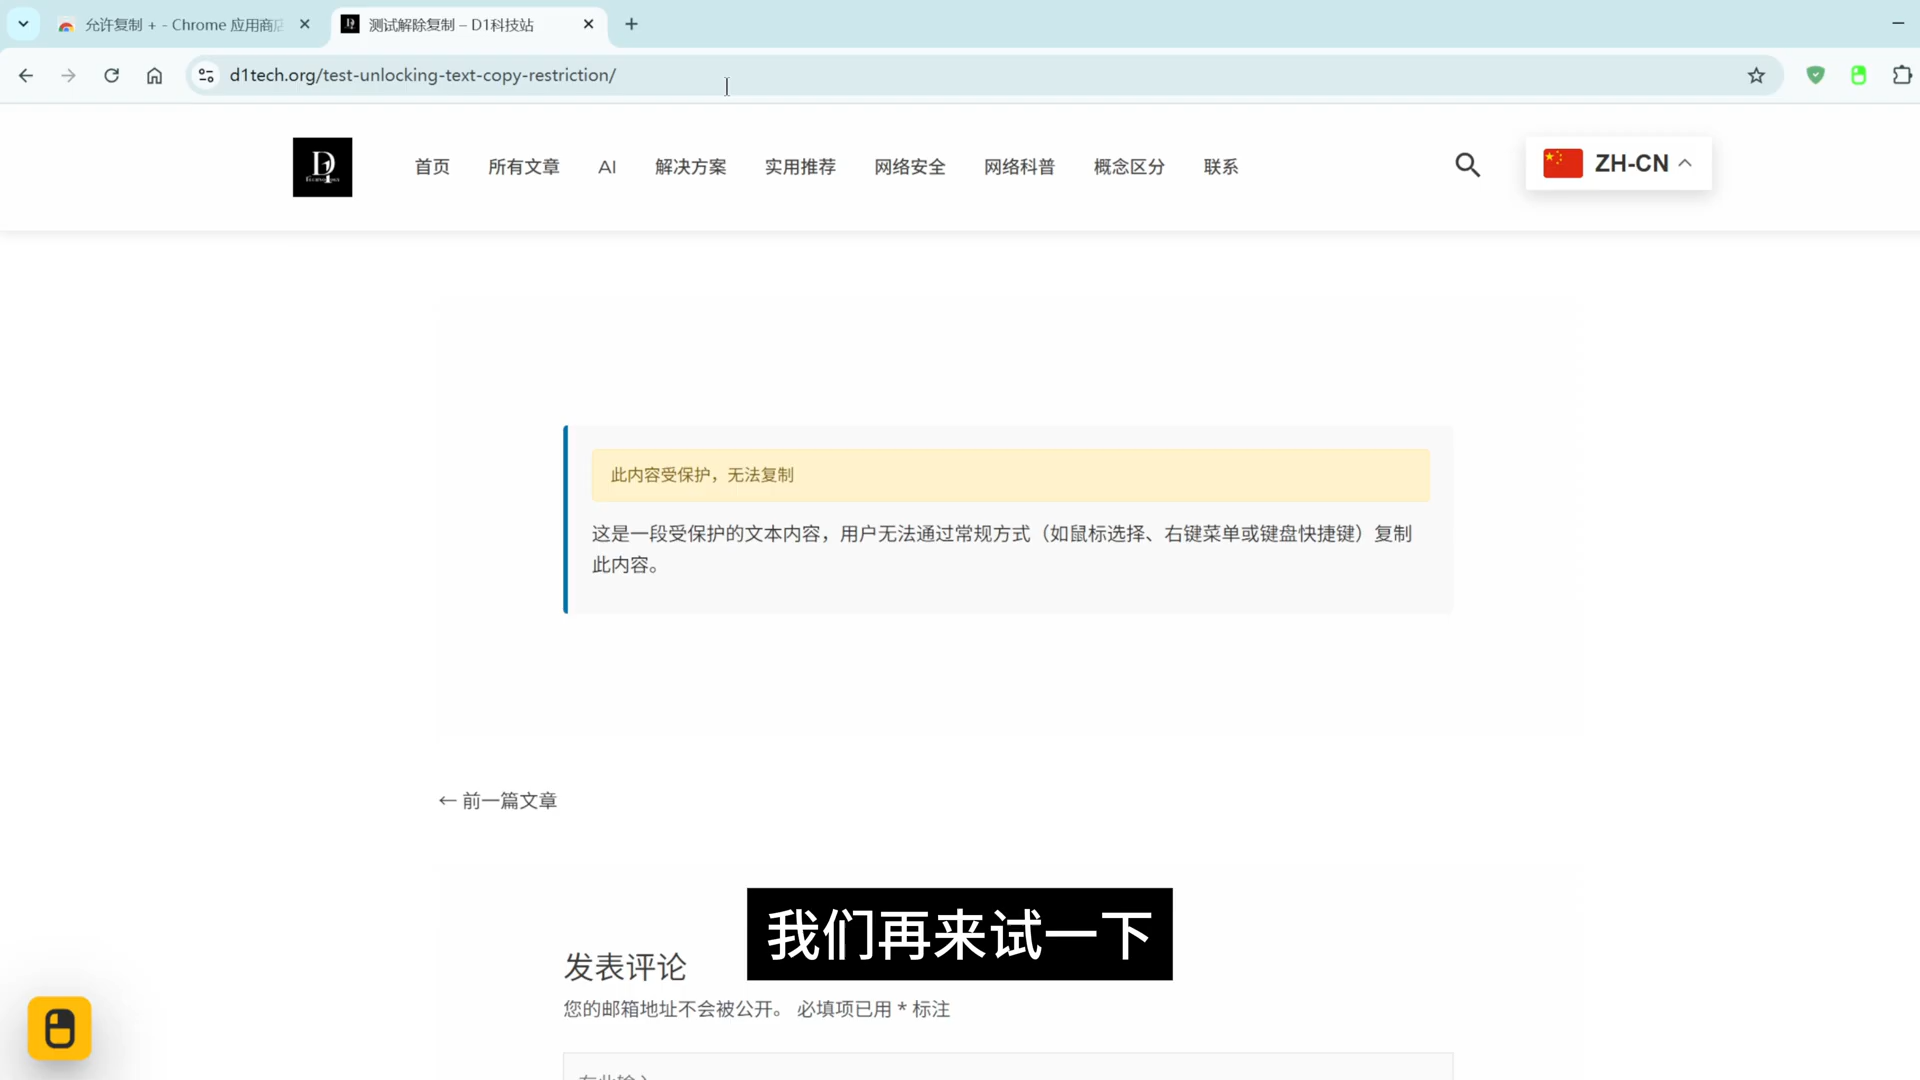 允许复制 + - Chrome 应用商店
测试解除复制 – D1科技站
d1tech.org/test-unlocking-text-copy-restriction/
D1
首页 所有文章 AI 解决方案 实用推荐 网络安全 网络科普 概念区分 联系
ZH-CN
此内容受保护，无法复制
这是一段受保护的文本内容，用户无法通过常规方式（如鼠标选择、右键菜单或键盘快捷键）复制
此内容。
← 前一篇文章
我们再来试一下
发表评论
您的邮箱地址不会被公开。 必填项已用 * 标注